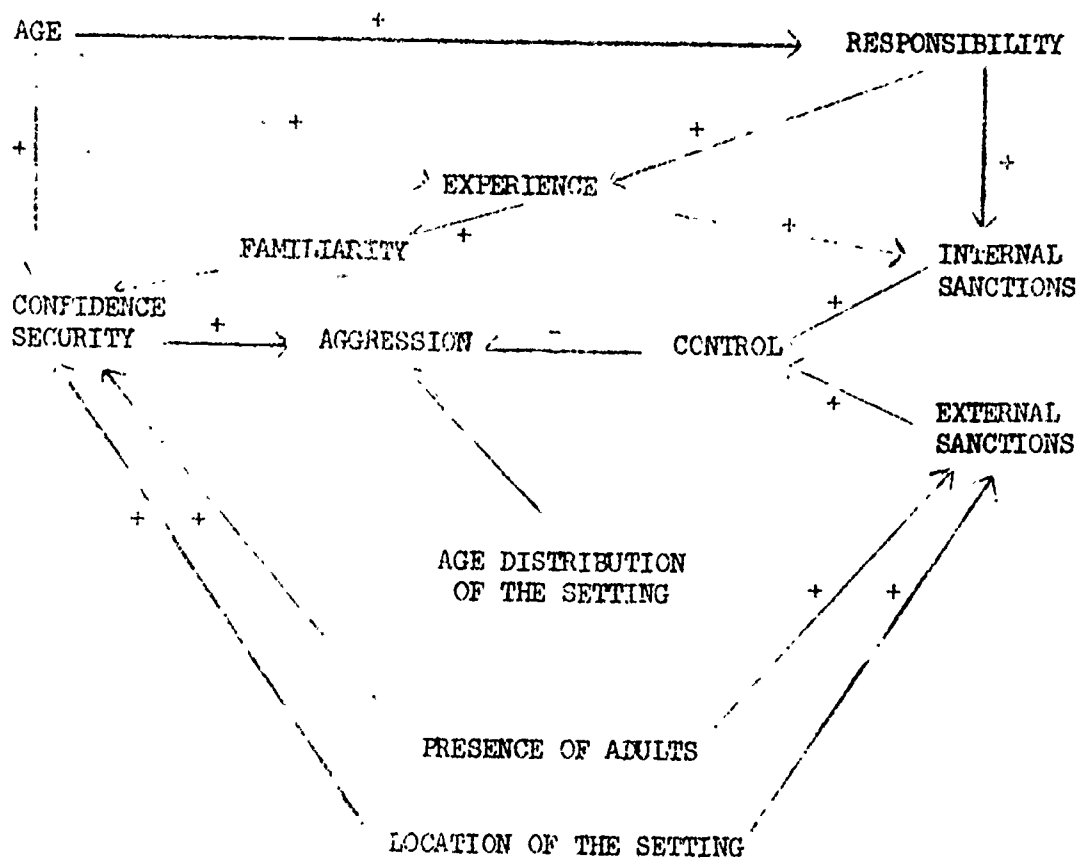 +
AGE
RESPONSIBILITY
+
+
+
+
EXPERIENCE
+
+
FAMILIARITY
INTERNAL
SANCTIONS
CONFIDENCE
SECURITY
+
AGGRESSION
-
CONTROL
+
+
EXTERNAL
SANCTIONS
+ +
AGE DISTRIBUTION
OF THE SETTING
+ +
PRESENCE OF ADULTS
LOCATION OF THE SETTING